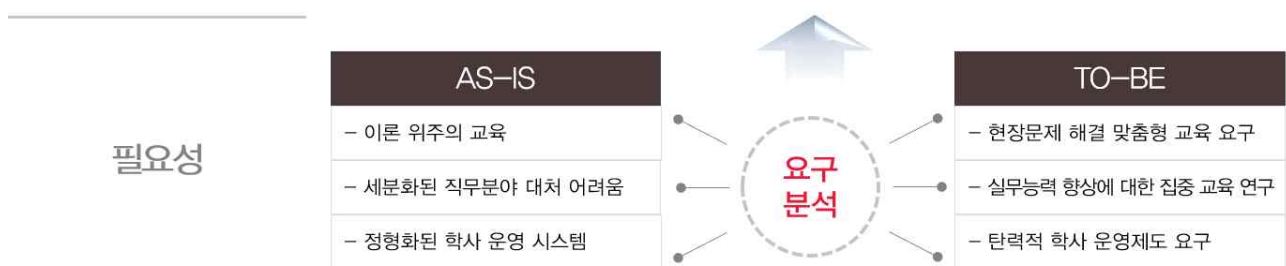 필요성
AS-IS
- 이론 위주의 교육
- 세분화된 직무분야 대처 어려움
- 정형화된 학사 운영 시스템
요구
분석
TO-BE
- 현장문제 해결 맞춤형 교육 요구
- 실무능력 향상에 대한 집중 교육 연구
- 탄력적 학사 운영제도 요구